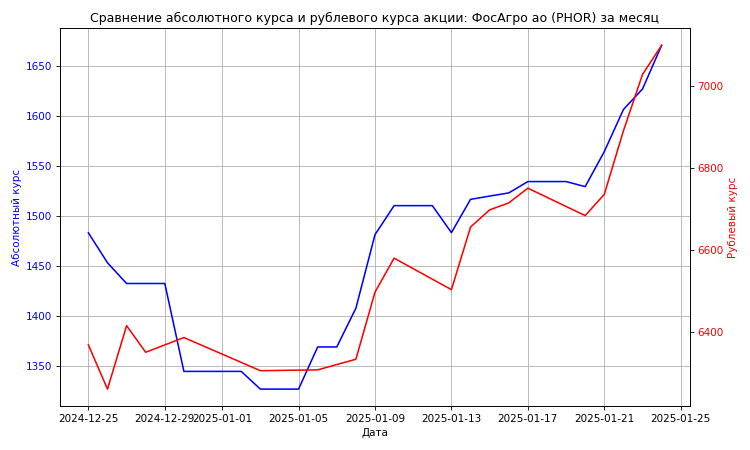 Сравнение абсолютного курса и рублевого курса акции: ФосАгро ао (PHOR) за месяц
1650
1600
1550
1500
1450
1400
1350
Абсолютный курс
7000
6800
6600
6400
Рублевый курс
2024-12-25 2024-12-29 2025-01-01 2025-01-05 2025-01-09 2025-01-13 2025-01-17 2025-01-21 2025-01-25
Дата